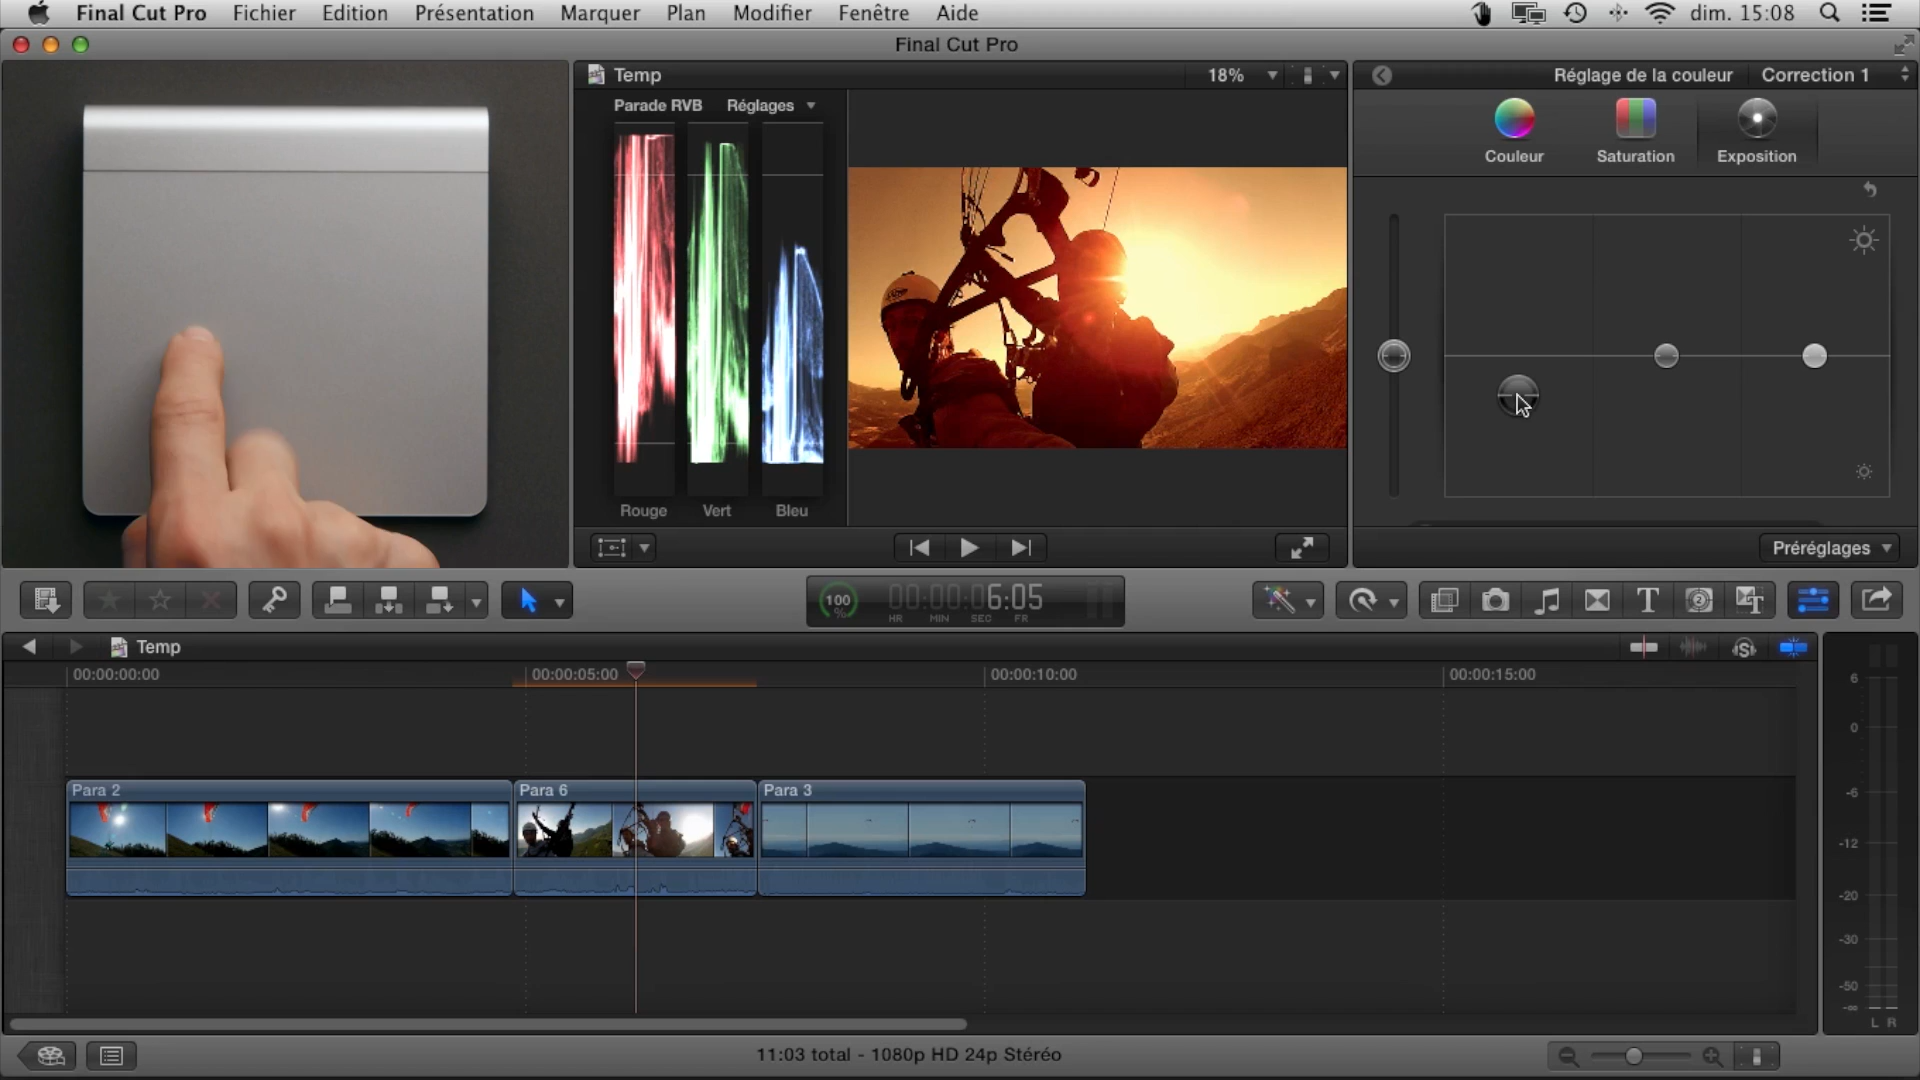 Final Cut Pro Fichier Edition Présentation Marquer Plan Modifier Fenêtre Aide dim. 15:08
Final Cut Pro
Temp 18%
Réglage de la couleur Correction 1
Parade RVB Réglages
Couleur Saturation Exposition
Rouge Vert Bleu
Préréglages
100 % 00:00:06:05
HR MIN SEC FR
Temp
00:00:00:00 00:00:05:00 00:00:10:00 00:00:15:00
Para 2 Para 6 Para 3
6
0
-6
-12
-20
-30
-50
-∞
L R
11:03 total - 1080p HD 24p Stéréo